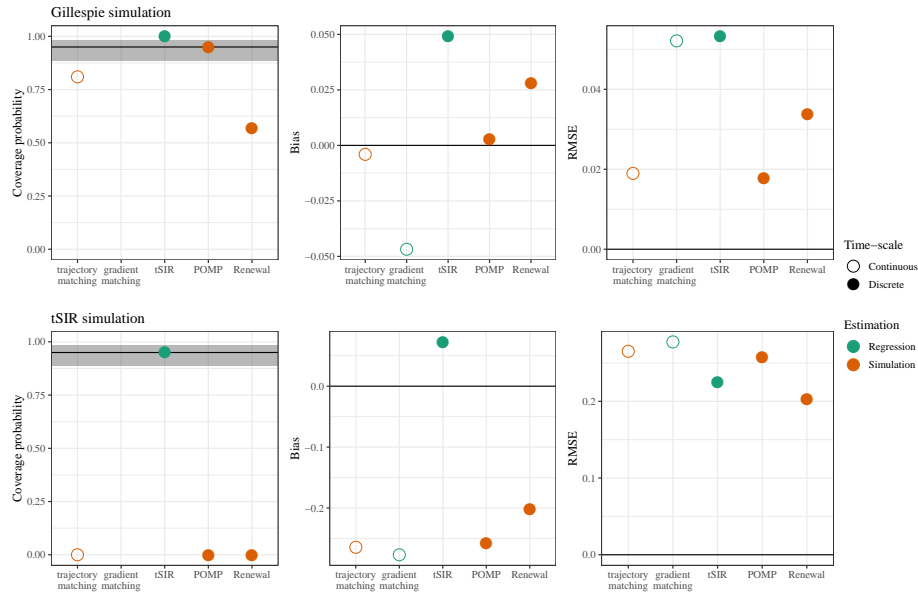 Gillespie simulation
Coverage probability
1.00
0.75
0.50
0.25
0.00
trajectory
matching
gradient
matching
tSIR
POMP
Renewal
Bias
0.050
0.025
0.000
−0.025
−0.050
trajectory
matching
gradient
matching
tSIR
POMP
Renewal
RMSE
0.04
0.02
0.00
trajectory
matching
gradient
matching
tSIR
POMP
Renewal
Time−scale
Continuous
Discrete
Estimation
Regression
Simulation
tSIR simulation
Coverage probability
1.00
0.75
0.50
0.25
0.00
trajectory
matching
gradient
matching
tSIR
POMP
Renewal
Bias
0.0
−0.1
−0.2
trajectory
matching
gradient
matching
tSIR
POMP
Renewal
RMSE
0.2
0.1
0.0
trajectory
matching
gradient
matching
tSIR
POMP
Renewal